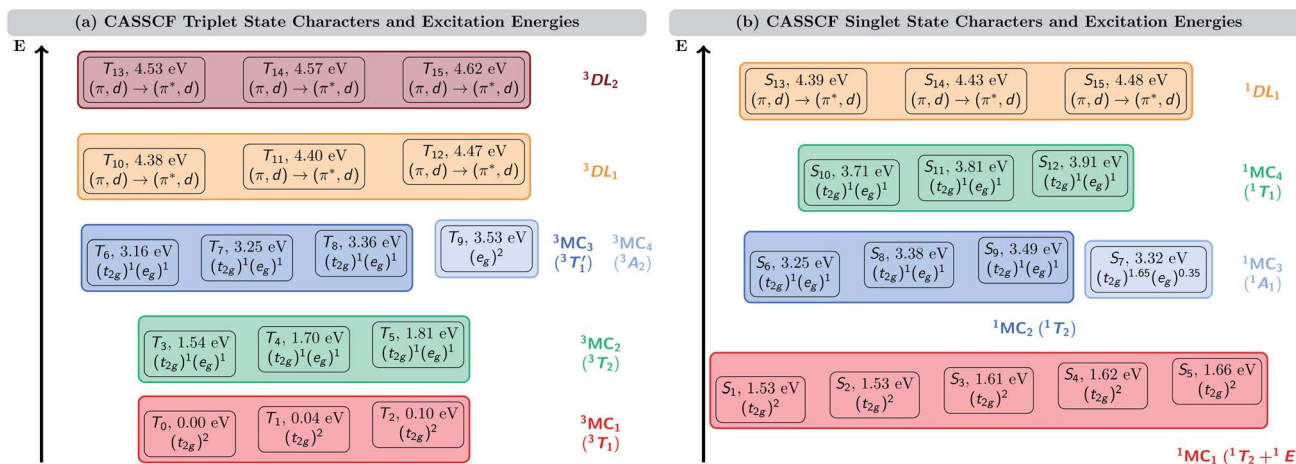 (a) CASSCF Triplet State Characters and Excitation Energies
E
T₁₃, 4.53 eV
(π, d) → (π*, d)
T₁₄, 4.57 eV
(π, d) → (π*, d)
T₁₅, 4.62 eV
(π, d) → (π*, d)
³DL₂
T₁₀, 4.38 eV
(π, d) → (π*, d)
T₁₁, 4.40 eV
(π, d) → (π*, d)
T₁₂, 4.47 eV
(π, d) → (π*, d)
³DL₁
T₆, 3.16 eV
(t₂g)¹(eg)¹
T₇, 3.25 eV
(t₂g)¹(eg)¹
T₈, 3.36 eV
(t₂g)¹(eg)¹
T₉, 3.53 eV
(eg)²
³MC₃
(³T₁′)
³MC₄
(³A₂)
T₃, 1.54 eV
(t₂g)¹(eg)¹
T₄, 1.70 eV
(t₂g)¹(eg)¹
T₅, 1.81 eV
(t₂g)¹(eg)¹
³MC₂
(³T₂)
T₀, 0.00 eV
(t₂g)²
T₁, 0.04 eV
(t₂g)²
T₂, 0.10 eV
(t₂g)²
³MC₁
(³T₁)
(b) CASSCF Singlet State Characters and Excitation Energies
E
S₁₃, 4.39 eV
(π, d) → (π*, d)
S₁₄, 4.43 eV
(π, d) → (π*, d)
S₁₅, 4.48 eV
(π, d) → (π*, d)
¹DL₁
S₁₀, 3.71 eV
(t₂g)¹(eg)¹
S₁₁, 3.81 eV
(t₂g)¹(eg)¹
S₁₂, 3.91 eV
(t₂g)¹(eg)¹
¹MC₄
(¹T₁)
S₆, 3.25 eV
(t₂g)¹(eg)¹
S₈, 3.38 eV
(t₂g)¹(eg)¹
S₉, 3.49 eV
(t₂g)¹(eg)¹
S₇, 3.32 eV
(t₂g)¹·⁶⁵(eg)⁰·³⁵
¹MC₃
(¹A₁)
¹MC₂ (¹T₂)
S₁, 1.53 eV
(t₂g)²
S₂, 1.53 eV
(t₂g)²
S₃, 1.61 eV
(t₂g)²
S₄, 1.62 eV
(t₂g)²
S₅, 1.66 eV
(t₂g)²
¹MC₁ (¹T₂ +¹ E